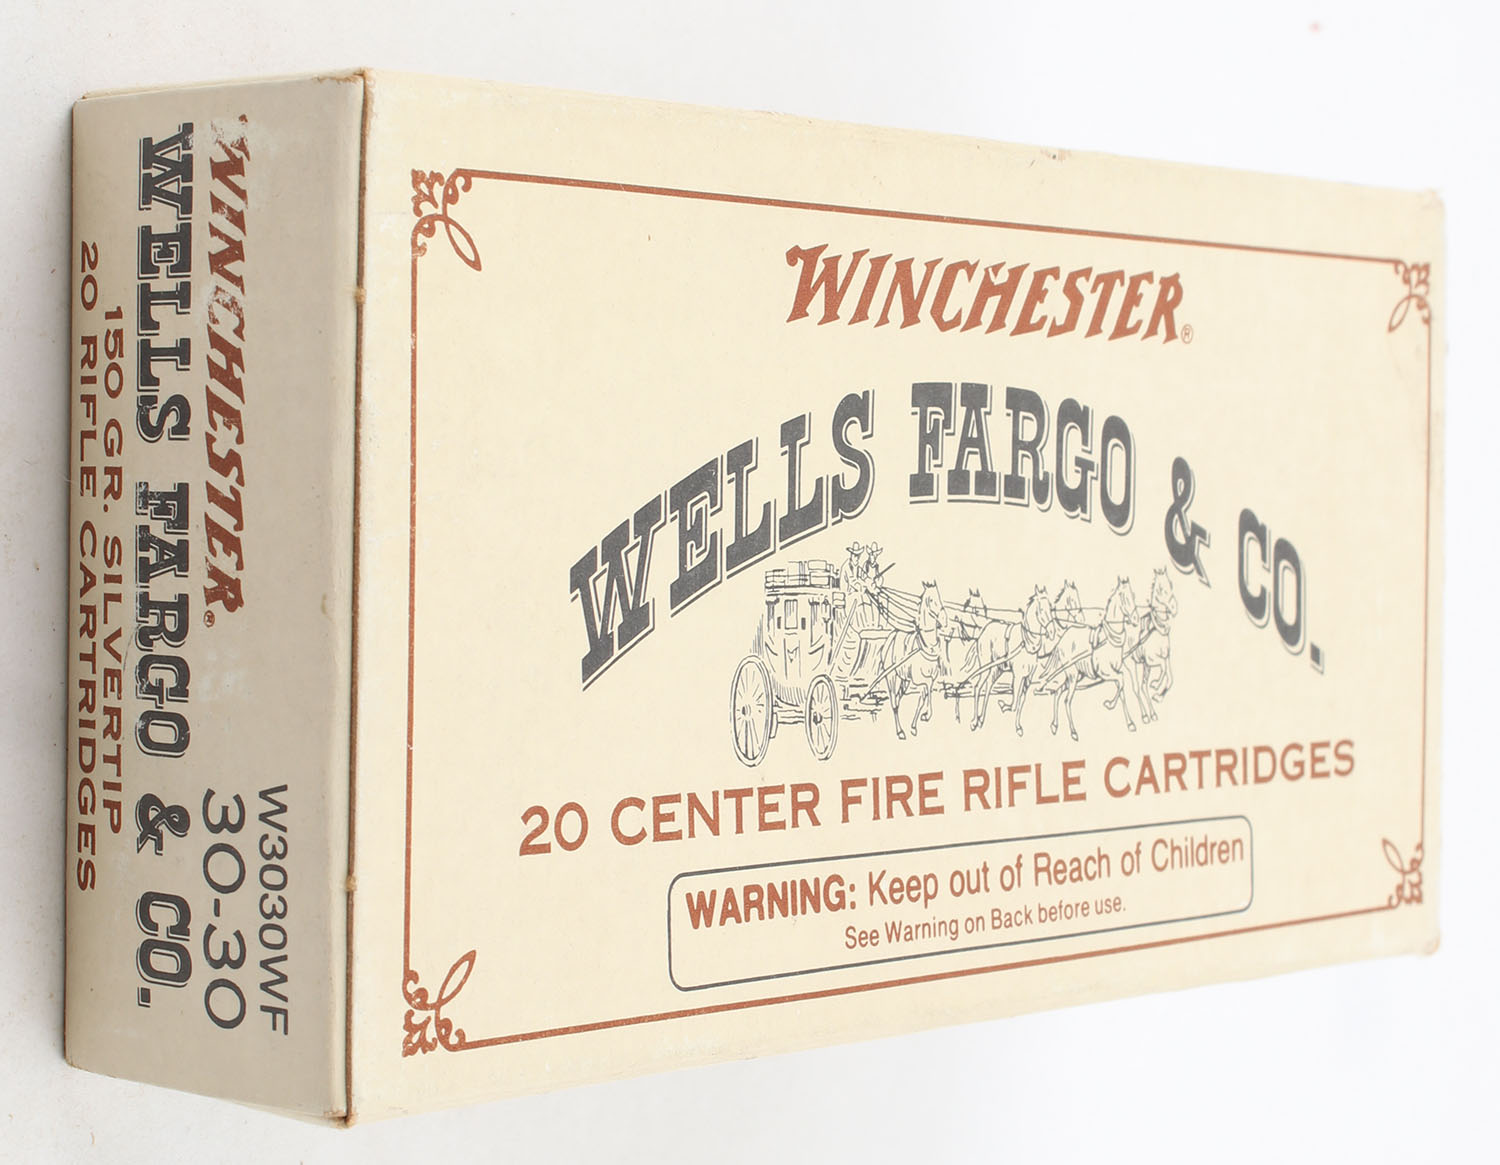 WINCHESTER®
WELLS FARGO & CO.
20 CENTER FIRE RIFLE CARTRIDGES
WARNING: Keep out of Reach of Children
See Warning on Back before use.
W3030WF
WINCHESTER® 30-30
WELLS FARGO & CO.
150 GR. SILVERTIP
20 RIFLE CARTRIDGES